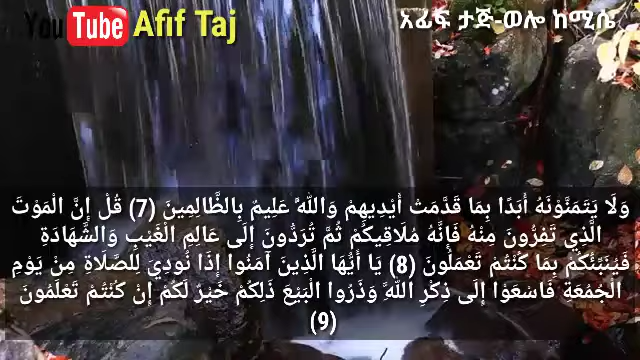 YouTube Afif Taj
አፊፍ ታጅ-ወሎ ከሚሴ
وَلَا يَتَمَنَّوْنَهُ أَبَدًا بِمَا قَدَّمَتْ أَيْدِيهِمْ وَاللَّهُ عَلِيمٌ بِالظَّالِمِينَ (7) قُلْ إِنَّ الْمَوْتَ
الَّذِي تَفِرُّونَ مِنْهُ فَإِنَّهُ مُلَاقِيكُمْ ثُمَّ تُرَدُّونَ إِلَى عَالِمِ الْغَيْبِ وَالشَّهَادَةِ
فَيُنَبِّئُكُمْ بِمَا كُنْتُمْ تَعْمَلُونَ (8) يَا أَيُّهَا الَّذِينَ آمَنُوا إِذَا نُودِيَ لِلصَّلَاةِ مِنْ يَوْمِ
الْجُمُعَةِ فَاسْعَوْا إِلَى ذِكْرِ اللَّهِ وَذَرُوا الْبَيْعَ ذَلِكُمْ خَيْرٌ لَكُمْ إِنْ كُنْتُمْ تَعْلَمُونَ
(9)